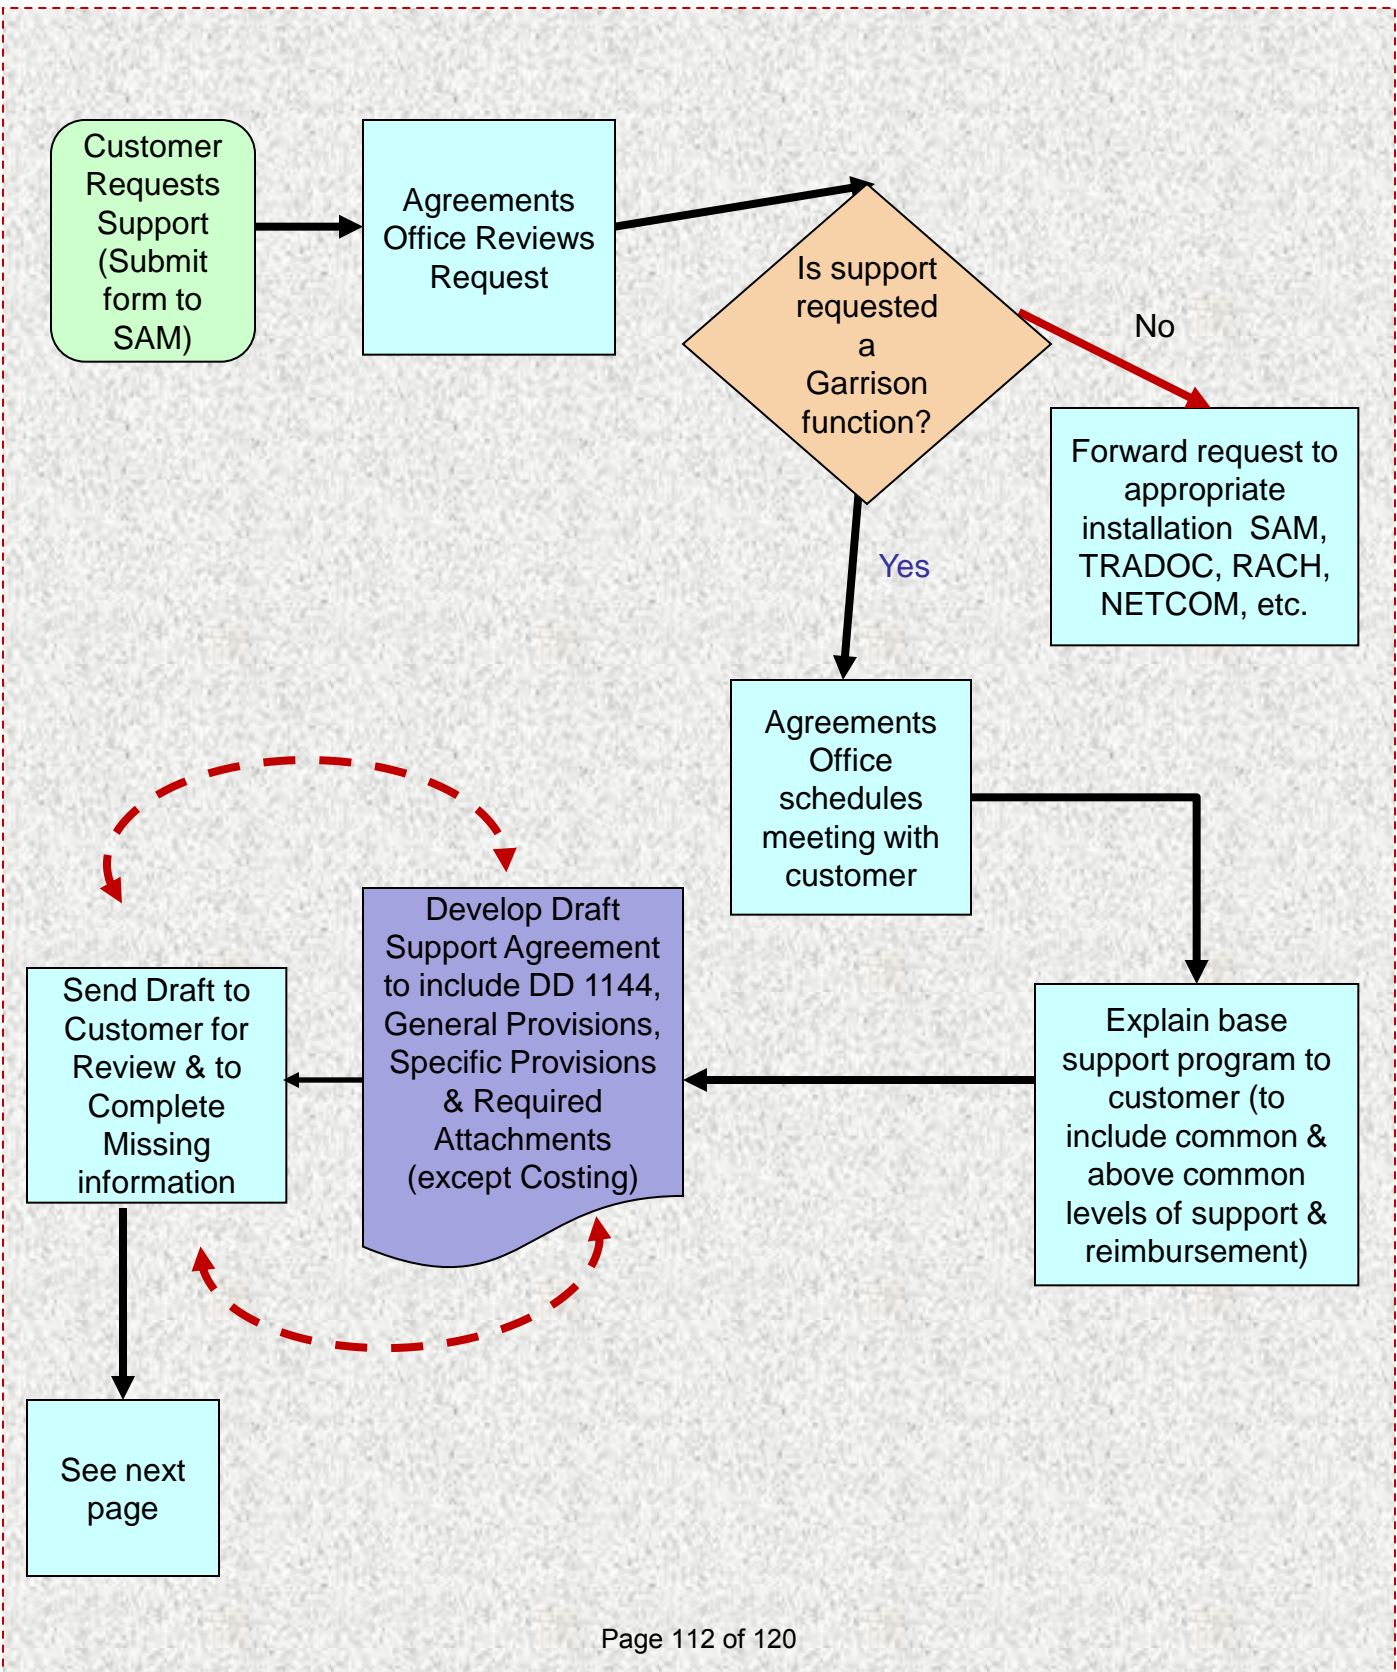 Customer
Requests
Support
(Submit
form to
SAM)
Agreements
Office Reviews
Request
Is support
requested
a
Garrison
function?
No
Forward request to
appropriate
installation SAM,
TRADOC, RACH,
NETCOM, etc.
Yes
Agreements
Office
schedules
meeting with
customer
Explain base
support program to
customer (to
include common &
above common
levels of support &
reimbursement)
Develop Draft
Support Agreement
to include DD 1144,
General Provisions,
Specific Provisions
& Required
Attachments
(except Costing)
Send Draft to
Customer for
Review & to
Complete
Missing
information
See next
page
Page 112 of 120